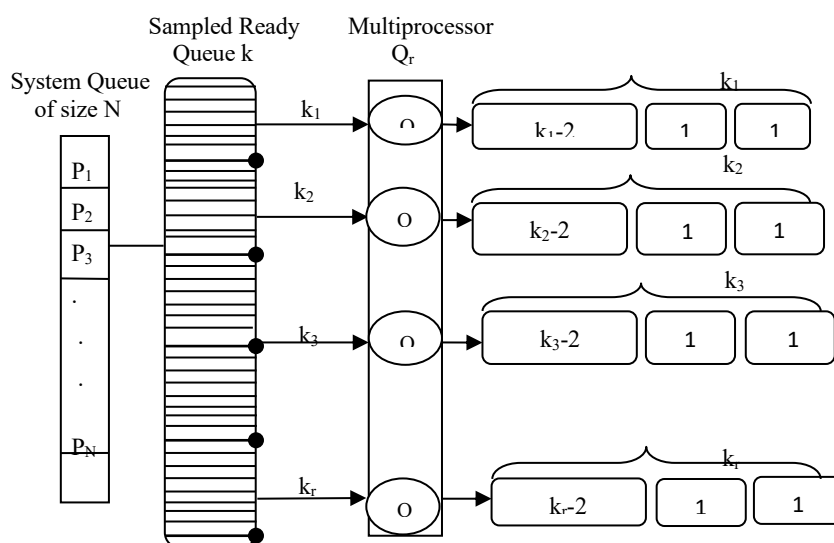 Sampled Ready
Queue k
Multiprocessor
Qr
System Queue
of size N
k1
k1
k1-2
1
1
P1
P2
P3
.
.
.
PN
k2
k2
O
k2-2
1
1
k3
k3
k3-2
1
1
kr
kr
O
kr-2
1
1